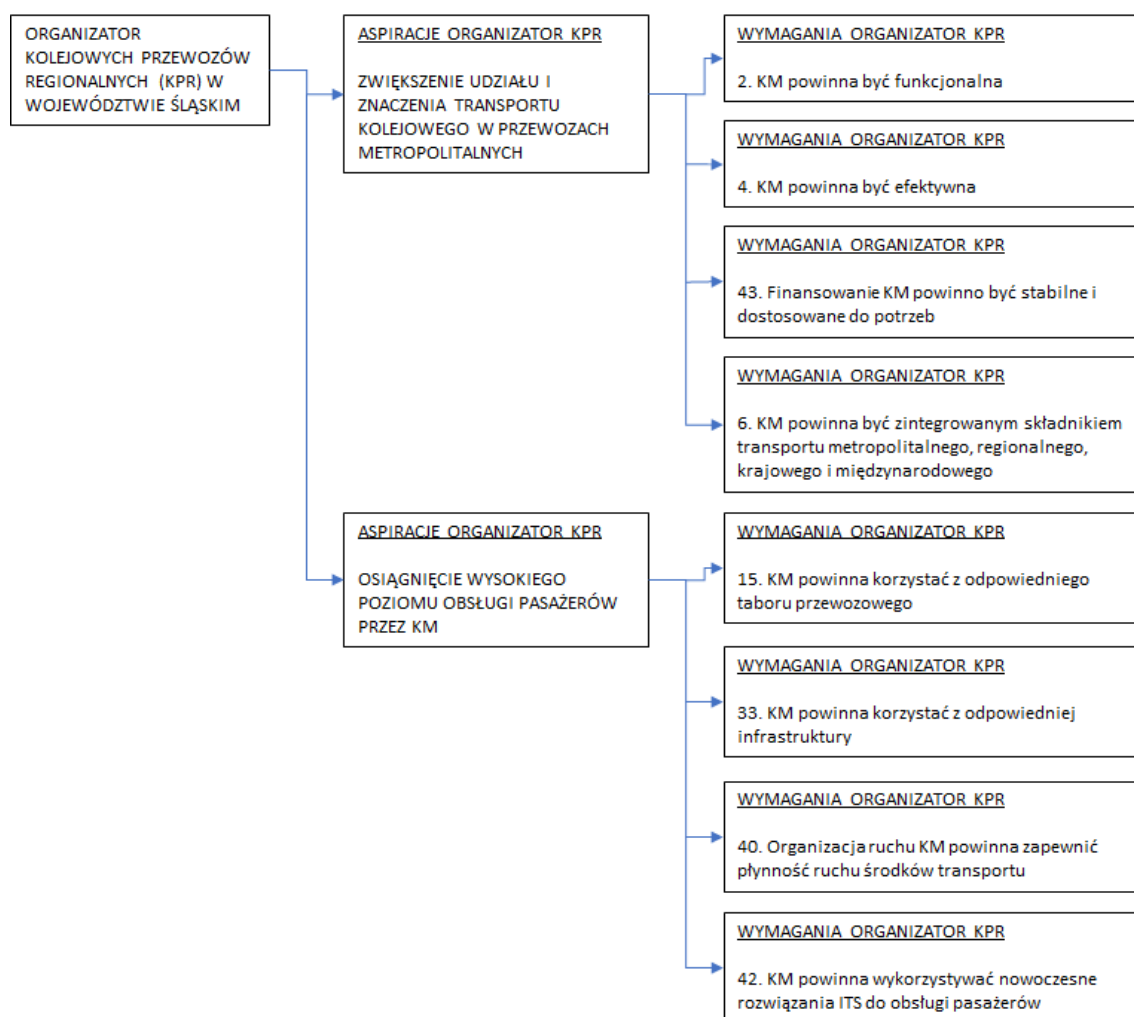 ORGANIZATOR
KOLEJOWYCH PRZEWOZÓW
REGIONALNYCH (KPR) W
WOJEWÓDZTWIE ŚLĄSKIM
ASPIRACJE ORGANIZATOR KPR
ZWIĘKSZENIE UDZIAŁU I
ZNACZENIA TRANSPORTU
KOLEJOWEGO W PRZEWOZACH
METROPOLITALNYCH
WYMAGANIA ORGANIZATOR KPR
2. KM powinna być funkcjonalna
WYMAGANIA ORGANIZATOR KPR
4. KM powinna być efektywna
WYMAGANIA ORGANIZATOR KPR
43. Finansowanie KM powinno być stabilne i
dostosowane do potrzeb
WYMAGANIA ORGANIZATOR KPR
6. KM powinna być zintegrowanym składnikiem
transportu metropolitalnego, regionalnego,
krajowego i międzynarodowego
ASPIRACJE ORGANIZATOR KPR
OSIĄGNIĘCIE WYSOKIEGO
POZIOMU OBSŁUGI PASAŻERÓW
PRZEZ KM
WYMAGANIA ORGANIZATOR KPR
15. KM powinna korzystać z odpowiedniego
taboru przewozowego
WYMAGANIA ORGANIZATOR KPR
33. KM powinna korzystać z odpowiedniej
infrastruktury
WYMAGANIA ORGANIZATOR KPR
40. Organizacja ruchu KM powinna zapewnić
płynność ruchu środków transportu
WYMAGANIA ORGANIZATOR KPR
42. KM powinna wykorzystywać nowoczesne
rozwiązania ITS do obsługi pasażerów